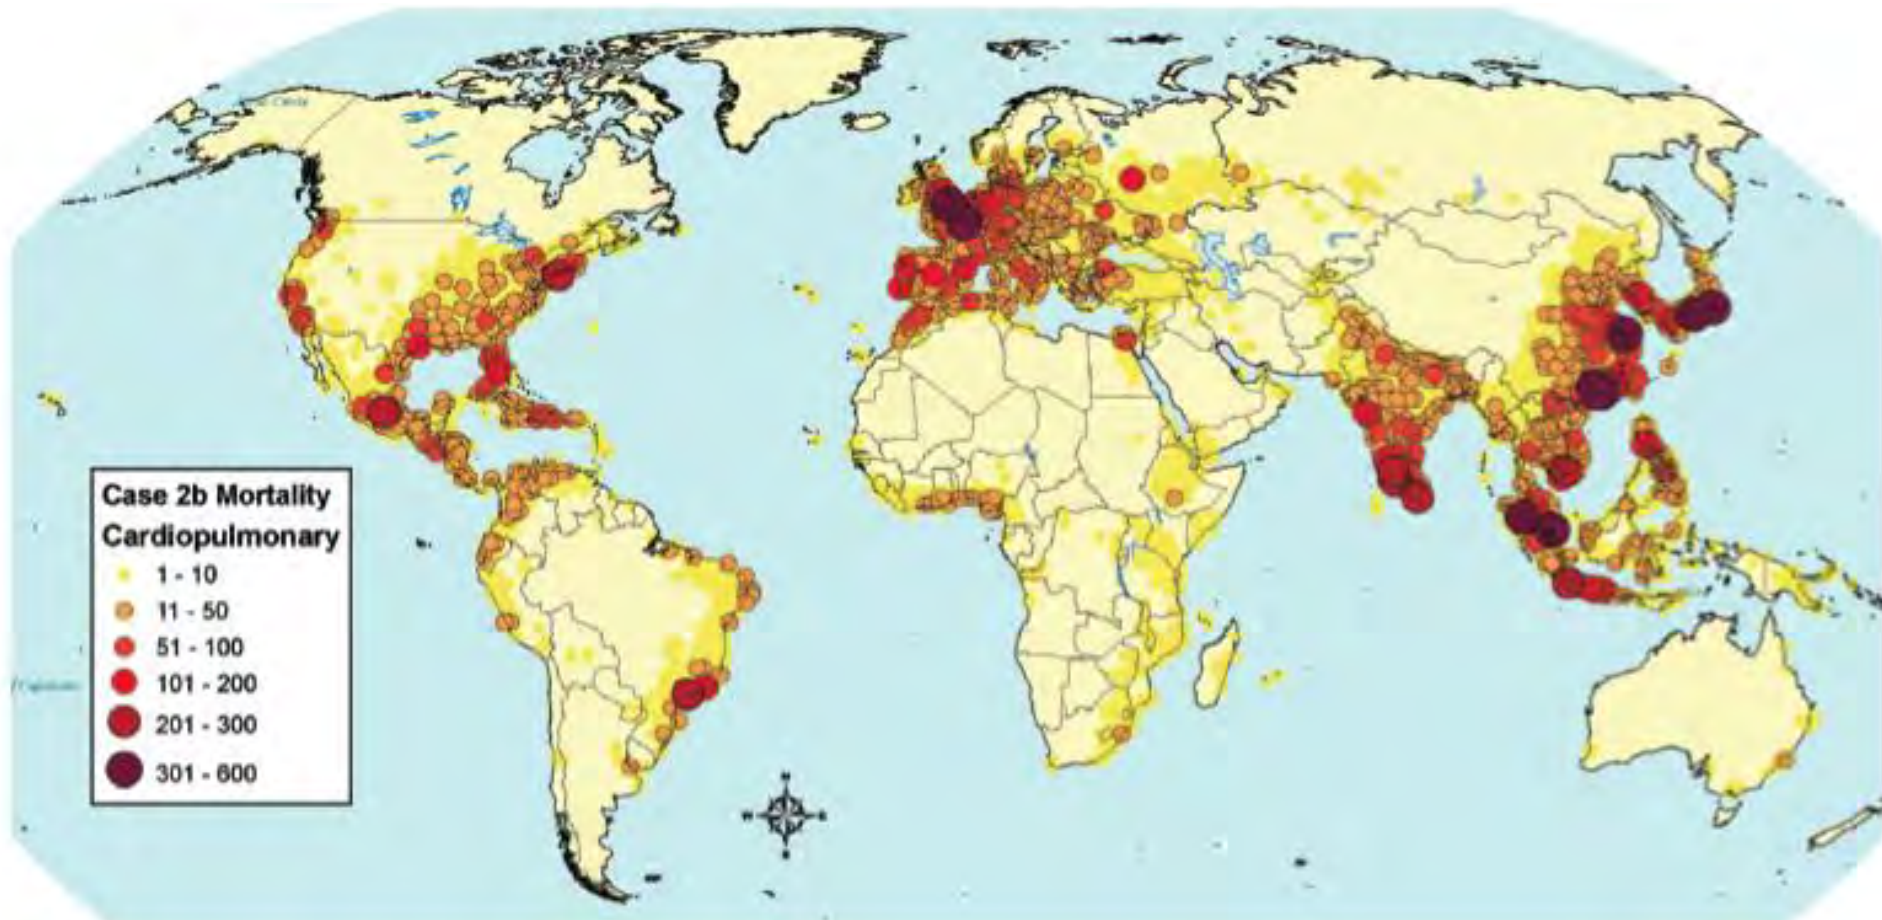 Case 2b Mortality
Cardiopulmonary
1 - 10
11 - 50
51 - 100
101 - 200
201 - 300
301 - 600
N
W
E
S